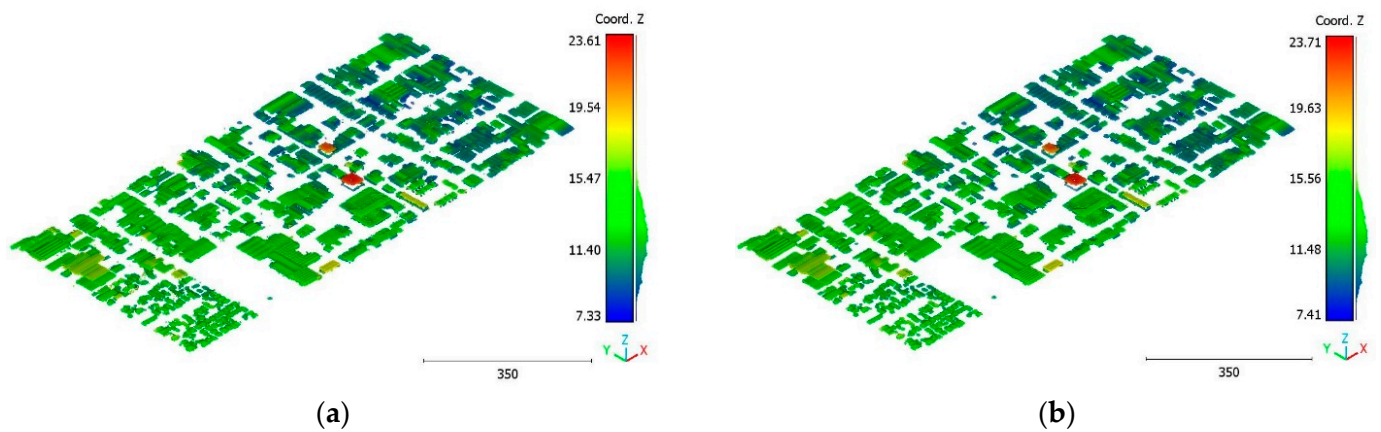 Coord. Z
23.61
19.54
15.47
11.40
7.33
Z
Y X
350
(a)
Coord. Z
23.71
19.63
15.56
11.48
7.41
Z
Y X
350
(b)